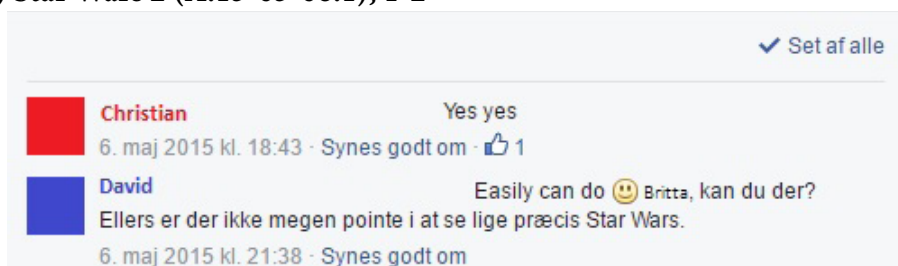 ✓ Set af alle
Christian Yes yes
6. maj 2015 kl. 18:43 · Synes godt om · 1
David Easily can do 🙂 Britta, kan du der?
Ellers er der ikke megen pointe i at se lige præcis Star Wars.
6. maj 2015 kl. 21:38 · Synes godt om